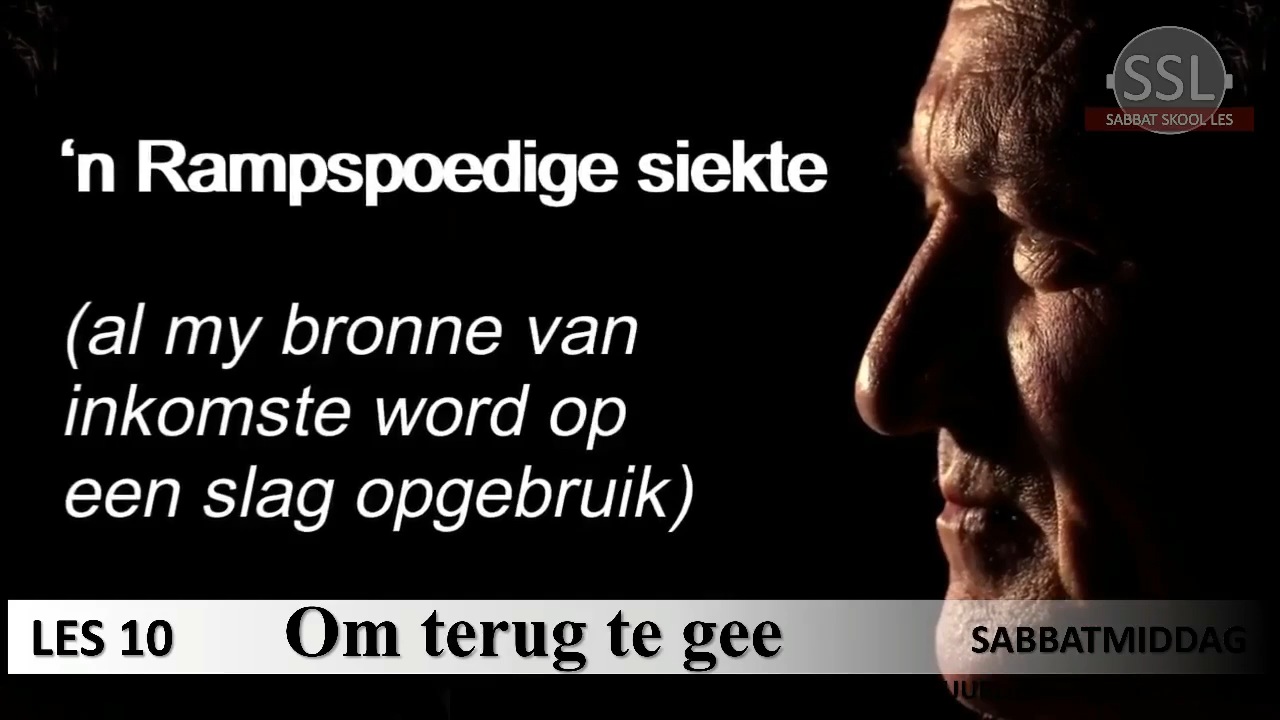 SSL
SABBAT SKOOL LES
‘n Rampspoedige siekte
(al my bronne van
inkomste word op
een slag opgebruik)
LES 10 Om terug te gee SABBATMIDDAG